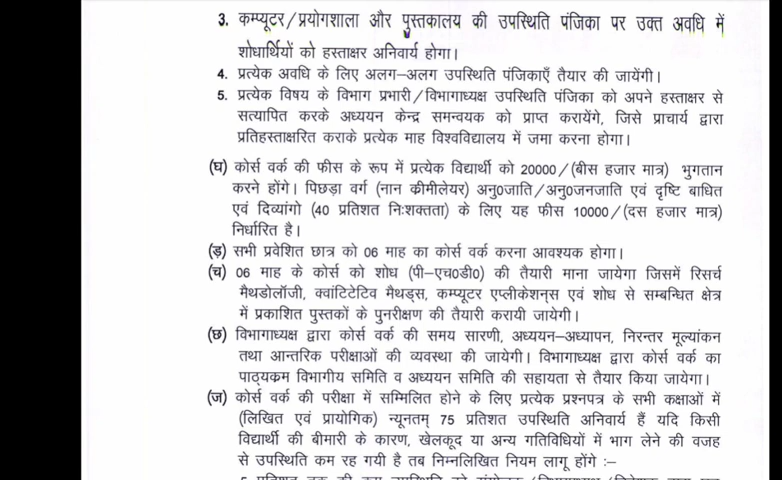 3. कम्प्यूटर/प्रयोगशाला और पुस्तकालय की उपस्थिति पंजिका पर उक्त अवधि में
शोधार्थियों को हस्ताक्षर अनिवार्य होगा।
4. प्रत्येक अवधि के लिए अलग–अलग उपस्थिति पंजिकाएँ तैयार की जायेंगी।
5. प्रत्येक विषय के विभाग प्रभारी/विभागाध्यक्ष उपस्थिति पंजिका को अपने हस्ताक्षर से
सत्यापित करके अध्ययन केन्द्र समन्वयक को प्राप्त करायेंगे, जिसे प्राचार्य द्वारा
प्रतिहस्ताक्षरित कराके प्रत्येक माह विश्वविद्यालय में जमा करना होगा।
(घ) कोर्स वर्क की फीस के रूप में प्रत्येक विद्यार्थी को 20000/(बीस हजार मात्र) भुगतान
करने होंगे। पिछड़ा वर्ग (नान क्रीमीलेयर) अनु0जाति/अनु0जनजाति एवं दृष्टि बाधित
एवं दिव्यांगो (40 प्रतिशत निःशक्तता) के लिए यह फीस 10000/(दस हजार मात्र)
निर्धारित है।
(ड़) सभी प्रवेशित छात्र को 06 माह का कोर्स वर्क करना आवश्यक होगा।
(च) 06 माह के कोर्स को शोध (पी–एच0डी0) की तैयारी माना जायेगा जिसमें रिसर्च
मैथडोलॉजी, क्वांटिटेटिव मैथड्स, कम्प्यूटर एप्लीकेशन्स एवं शोध से सम्बन्धित क्षेत्र
में प्रकाशित पुस्तकों के पुनरीक्षण की तैयारी करायी जायेगी।
(छ) विभागाध्यक्ष द्वारा कोर्स वर्क की समय सारणी, अध्ययन–अध्यापन, निरन्तर मूल्यांकन
तथा आन्तरिक परीक्षाओं की व्यवस्था की जायेगी। विभागाध्यक्ष द्वारा कोर्स वर्क का
पाठ्यक्रम विभागीय समिति व अध्ययन समिति की सहायता से तैयार किया जायेगा।
(ज) कोर्स वर्क की परीक्षा में सम्मिलित होने के लिए प्रत्येक प्रश्नपत्र के सभी कक्षाओं में
(लिखित एवं प्रायोगिक) न्यूनतम् 75 प्रतिशत उपस्थिति अनिवार्य हैं यदि किसी
विद्यार्थी की बीमारी के कारण, खेलकूद या अन्य गतिविधियों में भाग लेने की वजह
से उपस्थिति कम रह गयी है तब निम्नलिखित नियम लागू होंगे :–